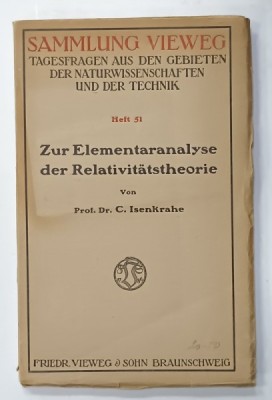 SAMMLUNG VIEWEG
TAGESFRAGEN AUS DEN GEBIETEN
DER NATURWISSENSCHAFTEN
UND DER TECHNIK
Heft 51
Zur Elementaranalyse
der Relativitätstheorie
Von
Prof. Dr. C. Isenkrahe
FRIEDR. VIEWEG & SOHN BRAUNSCHWEIG